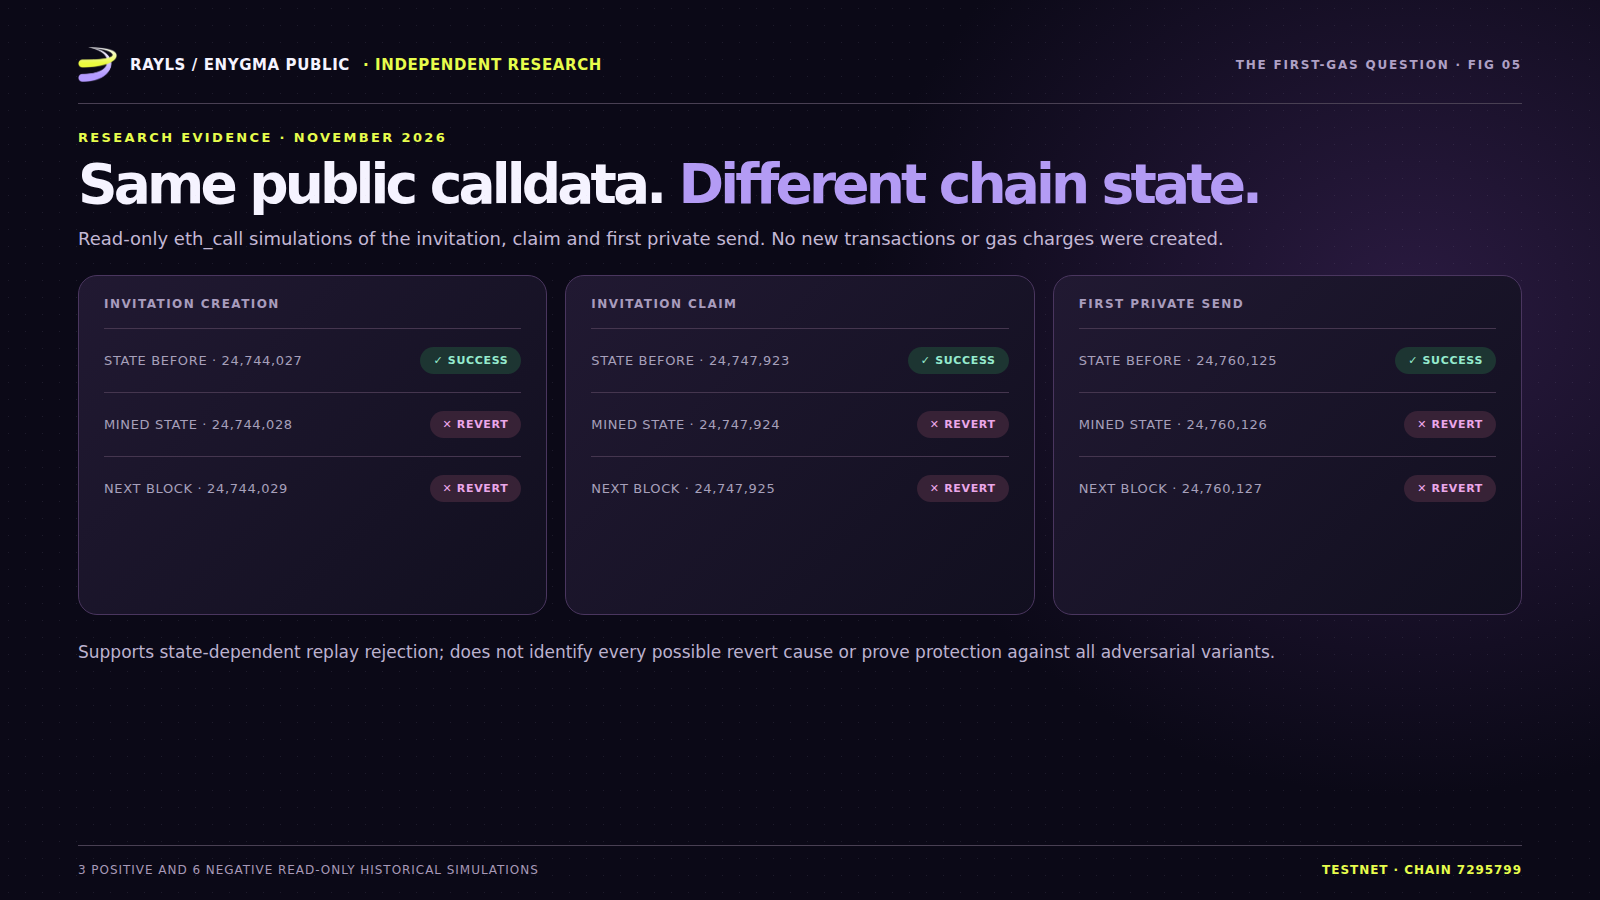 RAYLS / ENYGMA PUBLIC · INDEPENDENT RESEARCH
THE FIRST-GAS QUESTION · FIG 05
RESEARCH EVIDENCE · NOVEMBER 2026
Same public calldata. Different chain state.
Read-only eth_call simulations of the invitation, claim and first private send. No new transactions or gas charges were created.
INVITATION CREATION
STATE BEFORE · 24,744,027 ✓ SUCCESS
MINED STATE · 24,744,028 ✕ REVERT
NEXT BLOCK · 24,744,029 ✕ REVERT
INVITATION CLAIM
STATE BEFORE · 24,747,923 ✓ SUCCESS
MINED STATE · 24,747,924 ✕ REVERT
NEXT BLOCK · 24,747,925 ✕ REVERT
FIRST PRIVATE SEND
STATE BEFORE · 24,760,125 ✓ SUCCESS
MINED STATE · 24,760,126 ✕ REVERT
NEXT BLOCK · 24,760,127 ✕ REVERT
Supports state-dependent replay rejection; does not identify every possible revert cause or prove protection against all adversarial variants.
3 POSITIVE AND 6 NEGATIVE READ-ONLY HISTORICAL SIMULATIONS
TESTNET · CHAIN 7295799